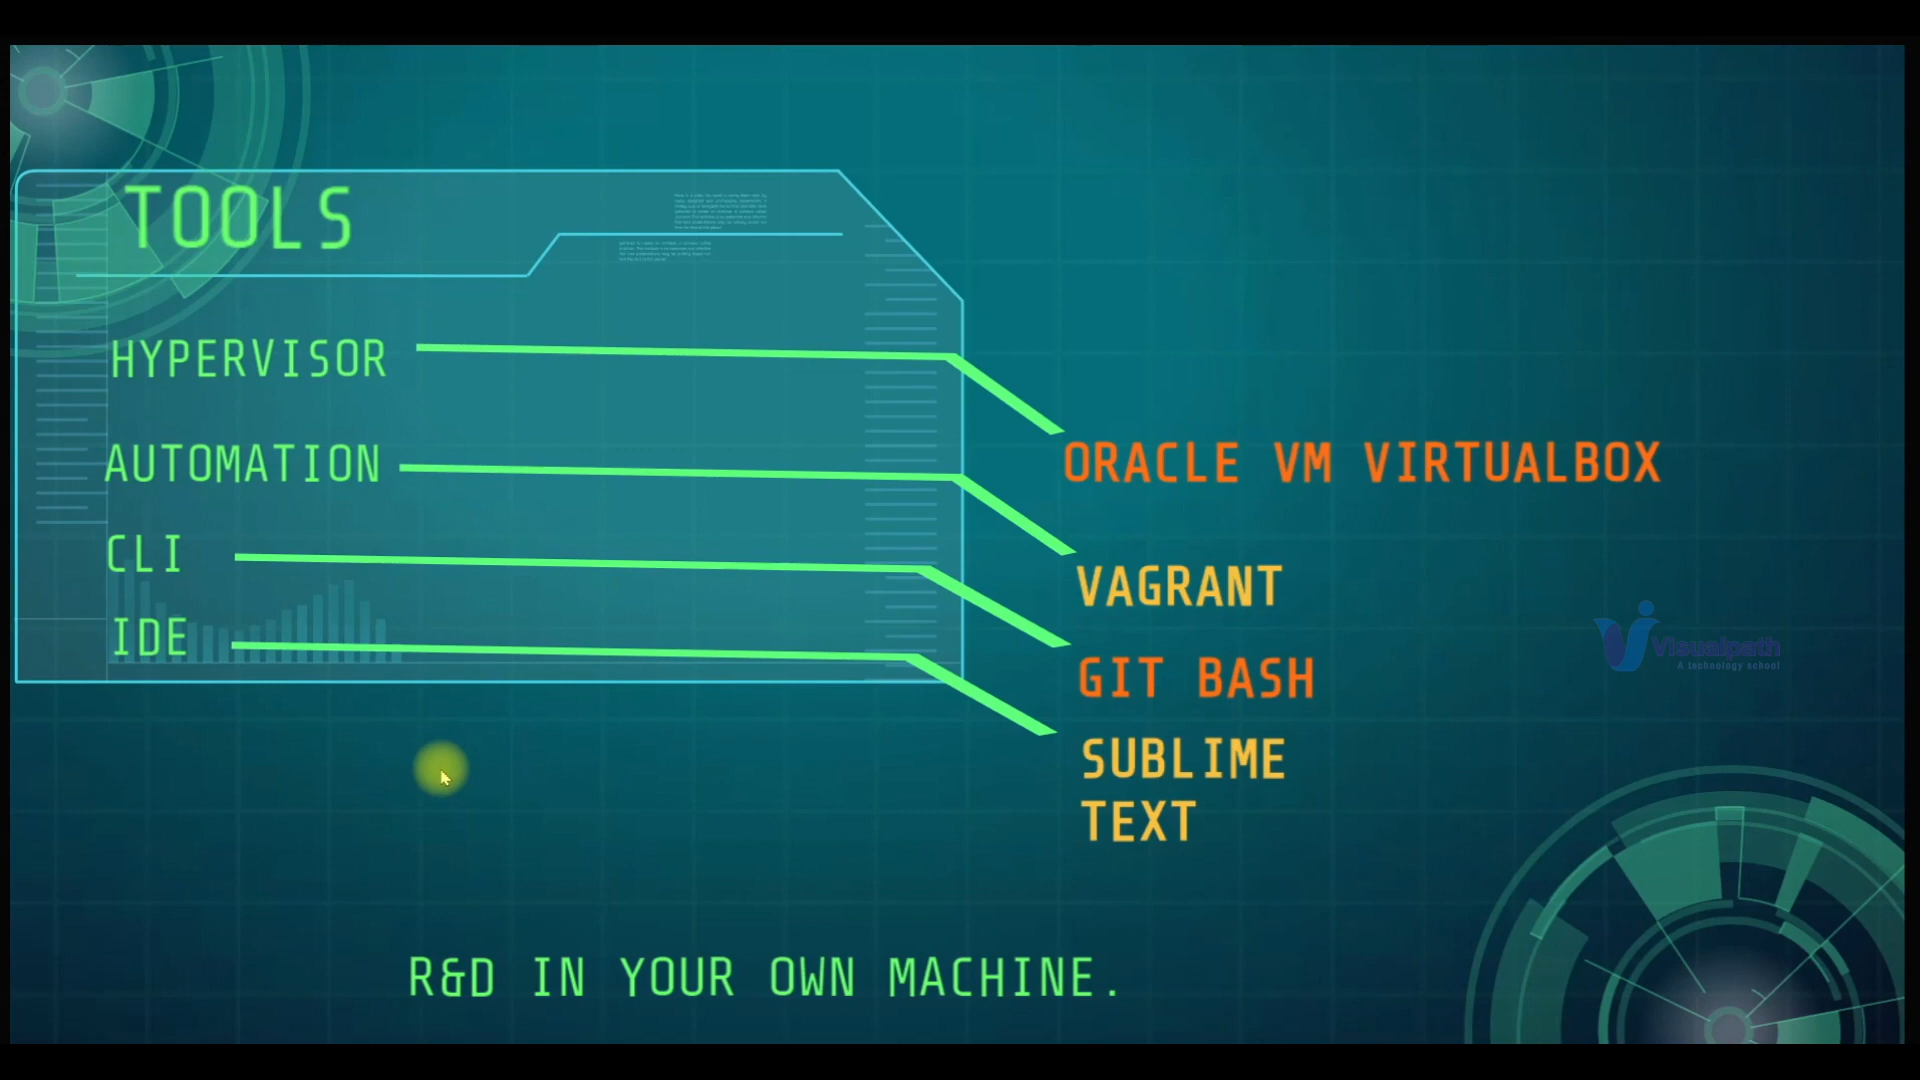 TOOLS
HYPERVISOR
AUTOMATION
CLI
IDE
ORACLE VM VIRTUALBOX
VAGRANT
GIT BASH
SUBLIME
TEXT
Visualpath
A technology school
R&D IN YOUR OWN MACHINE.